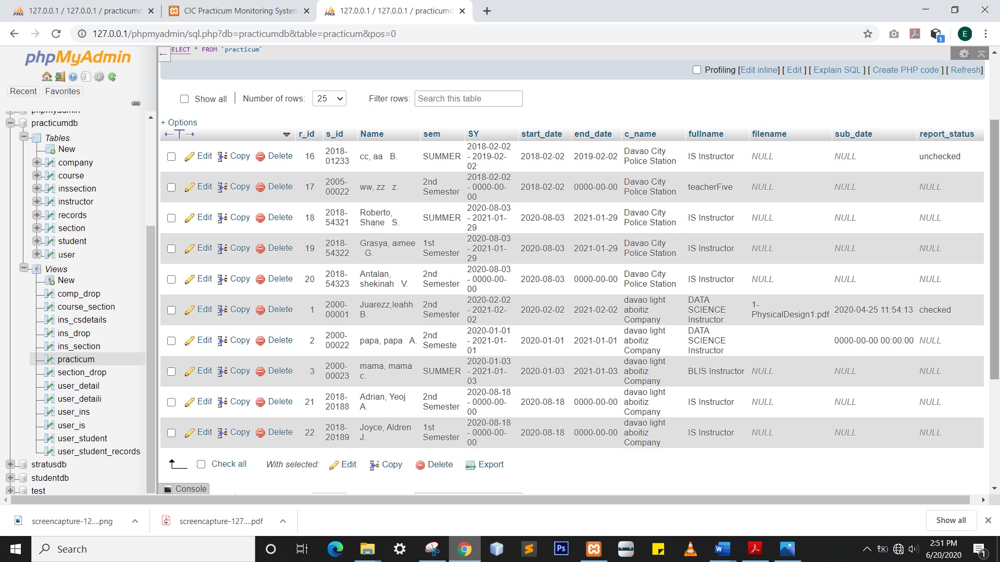 127.0.0.1 / 127.0.0.1 / practicumd
CIC Practicum Monitoring System
127.0.0.1 / 127.0.0.1 / practicumd
127.0.0.1/phpmyadmin/sql.php?db=practicumdb&table=practicum&pos=0
1
E
phpMyAdmin
Recent Favorites
phpmyadmin
practicumdb
Tables
New
company
course
inssection
instructor
records
section
student
user
Views
New
comp_drop
course_section
ins_csdetails
ins_drop
ins_section
practicum
section_drop
user_detail
user_detaili
user_ins
user_is
user_student
user_student_records
stratusdb
studentdb
test
ELECT * FROM `practicum`
Profiling [Edit inline] [ Edit ] [ Explain SQL ] [ Create PHP code ] [ Refresh]
Show all | Number of rows: 25 Filter rows: Search this table
+ Options
←T→ r_id s_id Name sem SY start_date end_date c_name fullname filename sub_date report_status
Edit Copy Delete 16 2018-01233 cc, aa B. SUMMER 2018-02-02 - 2019-02-02 2018-02-02 2019-02-02 Davao City Police Station IS Instructor NULL NULL unchecked
Edit Copy Delete 17 2005-00022 ww, zz z. 2nd Semester 2018-02-02 - 0000-00-00 2018-02-02 0000-00-00 Davao City Police Station teacherFive NULL NULL NULL
Edit Copy Delete 18 2018-54321 Roberto, Shane S. SUMMER 2020-08-03 - 2021-01-29 2020-08-03 2021-01-29 Davao City Police Station IS Instructor NULL NULL NULL
Edit Copy Delete 19 2018-54322 Grasya, aimee G. 1st Semester 2020-08-03 - 2021-01-29 2020-08-03 2021-01-29 Davao City Police Station IS Instructor NULL NULL NULL
Edit Copy Delete 20 2018-54323 Antalan, shekinah V. 2nd Semester 2020-08-03 - 0000-00-00 2020-08-03 0000-00-00 Davao City Police Station IS Instructor NULL NULL NULL
Edit Copy Delete 1 2000-00001 Juarezz,leahh B. 2nd Semester 2020-02-02 - 2021-02-02 2020-02-02 2021-02-02 davao light aboitiz Company DATA SCIENCE Instructor 1-PhysicalDesign1.pdf 2020-04-25 11:54:13 checked
Edit Copy Delete 2 2000-00022 papa, papa A. 2nd Semeste 2020-01-01 - 2021-01-01 2020-01-01 2021-01-01 davao light aboitiz Company DATA SCIENCE Instructor 0000-00-00 00:00:00 NULL
Edit Copy Delete 3 2000-00023 mama, mama c. SUMMER 2020-01-03 - 2021-01-03 2020-01-03 2021-01-03 davao light aboitiz Company BLIS Instructor NULL NULL NULL
Edit Copy Delete 21 2018-20188 Adrian, Yeoj A. 2nd Semester 2020-08-18 - 0000-00-00 2020-08-18 0000-00-00 davao light aboitiz Company IS Instructor NULL NULL NULL
Edit Copy Delete 22 2018-20189 Joyce, Aldren J. 1st Semester 2020-08-18 - 0000-00-00 2020-08-18 0000-00-00 davao light aboitiz Company IS Instructor NULL NULL NULL
Check all With selected: Edit Copy Delete Export
Console
screencapture-12....png
screencapture-127....pdf
Show all
Search
2:51 PM
6/20/2020
1